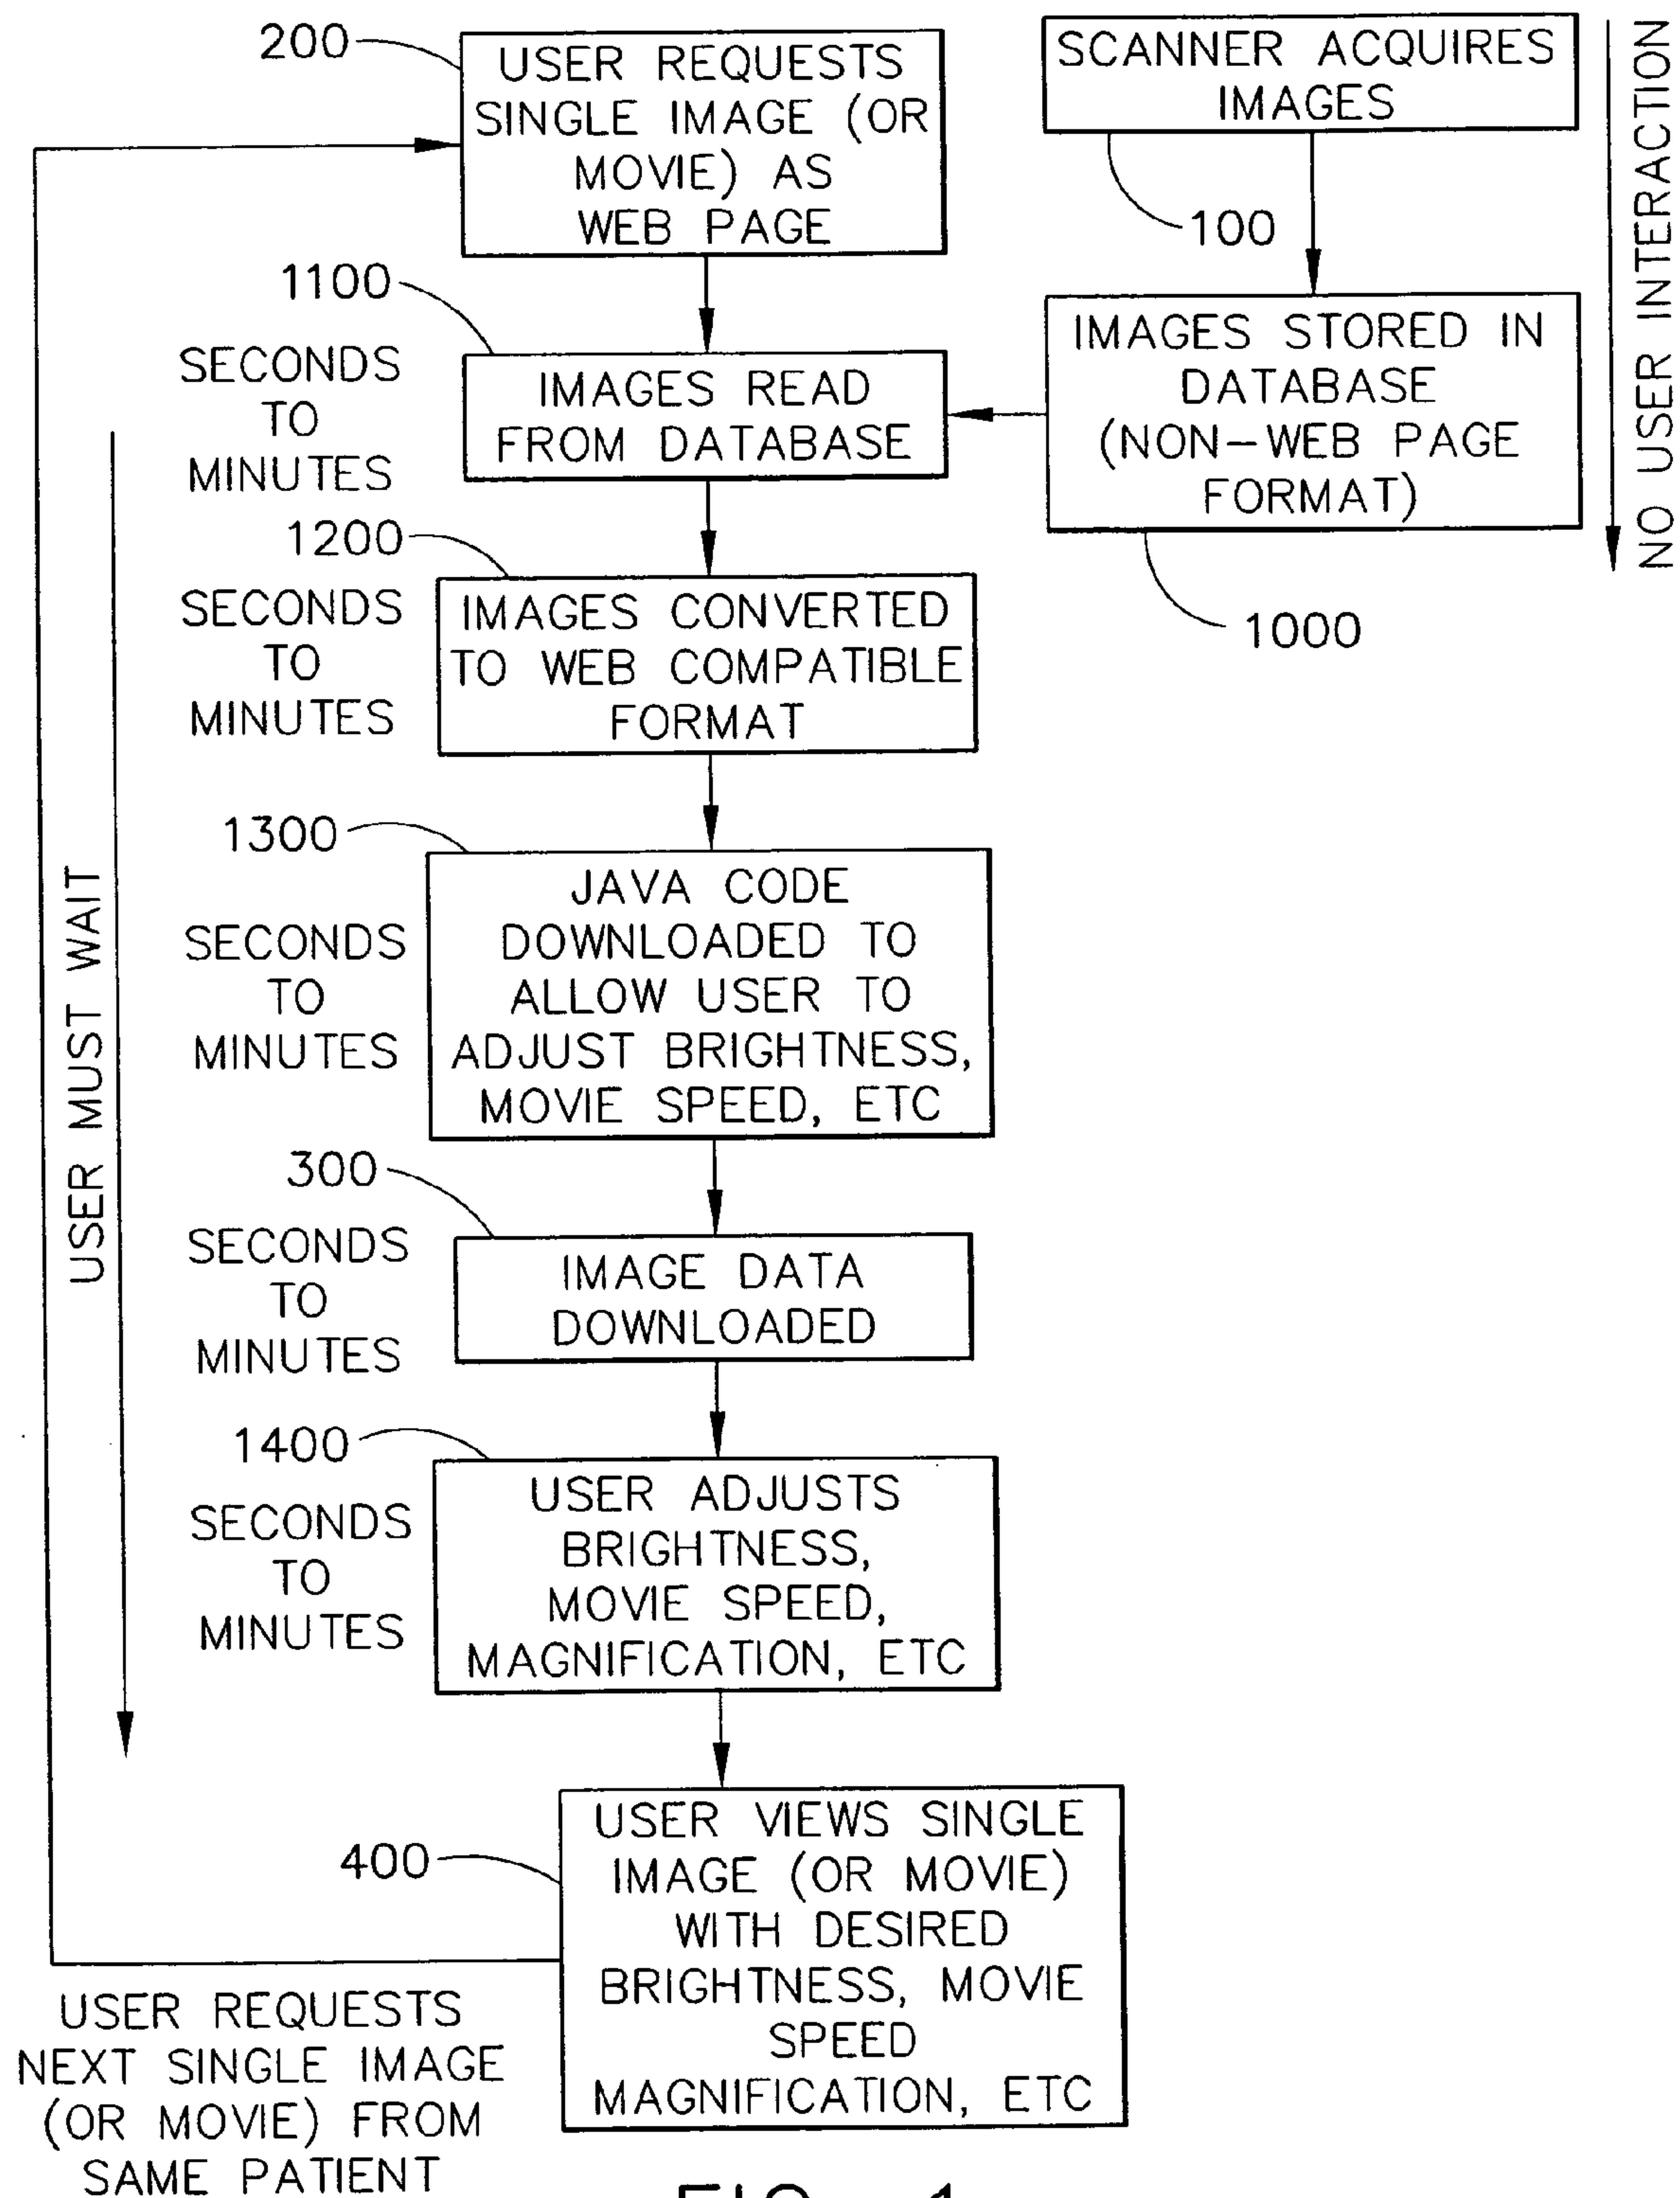 200
USER REQUESTS
SINGLE IMAGE (OR
MOVIE) AS
WEB PAGE
SCANNER ACQUIRES
IMAGES
100
NO USER INTERACTION
1100
SECONDS
TO
MINUTES
IMAGES READ
FROM DATABASE
IMAGES STORED IN
DATABASE
(NON-WEB PAGE
FORMAT)
1000
1200
SECONDS
TO
MINUTES
IMAGES CONVERTED
TO WEB COMPATIBLE
FORMAT
USER MUST WAIT
1300
SECONDS
TO
MINUTES
JAVA CODE
DOWNLOADED TO
ALLOW USER TO
ADJUST BRIGHTNESS,
MOVIE SPEED, ETC
300
SECONDS
TO
MINUTES
IMAGE DATA
DOWNLOADED
1400
SECONDS
TO
MINUTES
USER ADJUSTS
BRIGHTNESS,
MOVIE SPEED,
MAGNIFICATION, ETC
400
USER VIEWS SINGLE
IMAGE (OR MOVIE)
WITH DESIRED
BRIGHTNESS, MOVIE
SPEED
MAGNIFICATION, ETC
USER REQUESTS
NEXT SINGLE IMAGE
(OR MOVIE) FROM
SAME PATIENT